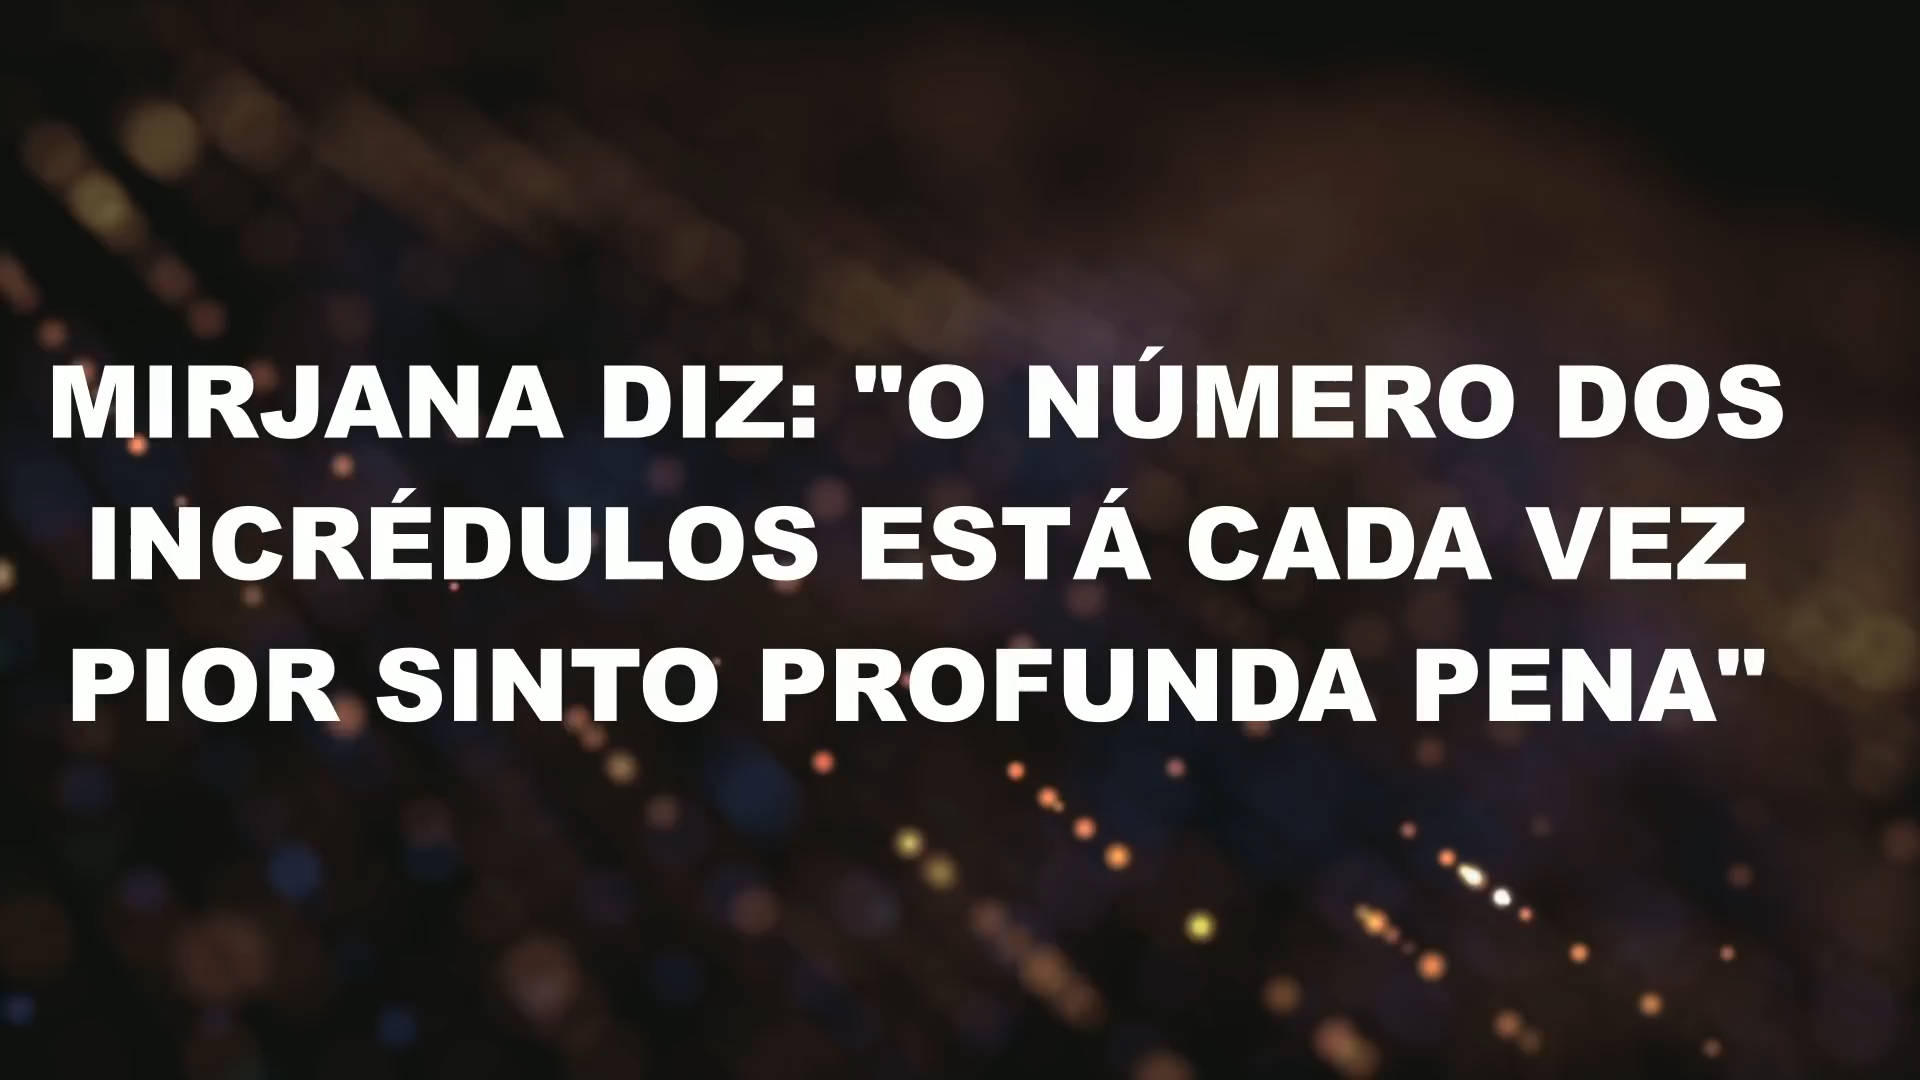 MIRJANA DIZ: "O NÚMERO DOS
INCRÉDULOS ESTÁ CADA VEZ
PIOR SINTO PROFUNDA PENA"